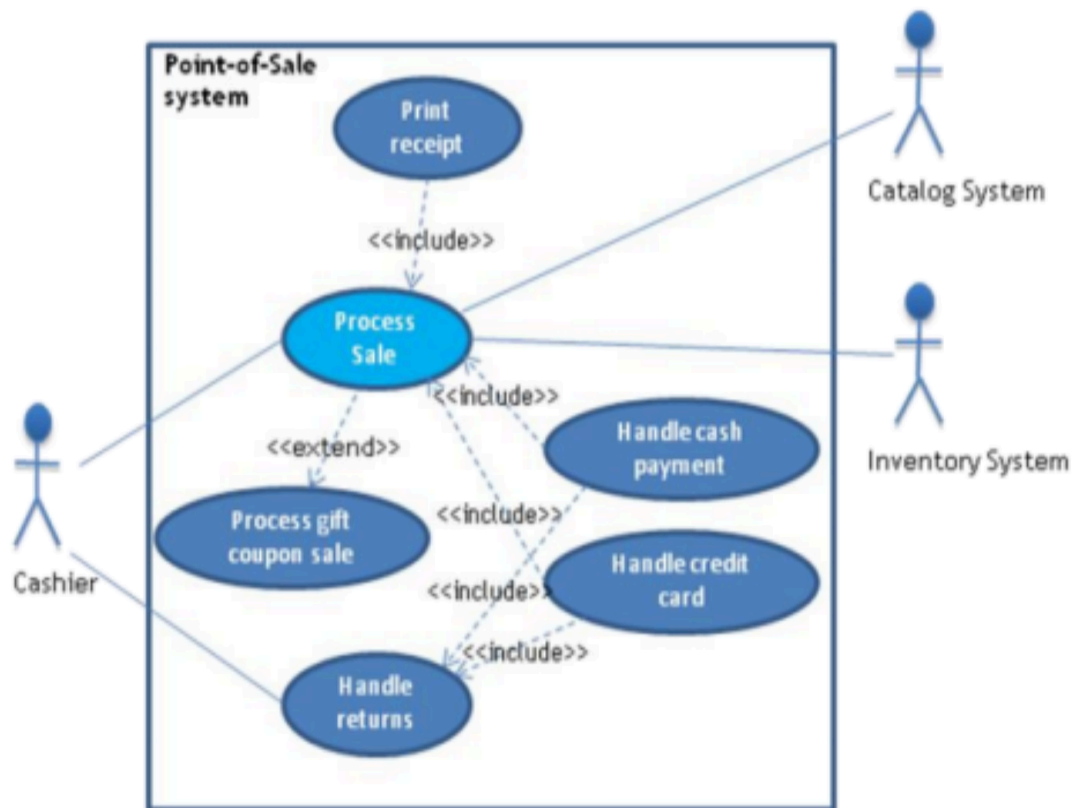 Point-of-Sale
system
Print
receipt
Catalog System
<<include>>
Process
Sale
<<include>>
Handle cash
payment
Inventory System
<<extend>>
Process gift
coupon sale
<<include>>
Handle credit
card
Cashier
<<include>>
<<include>>
Handle
returns